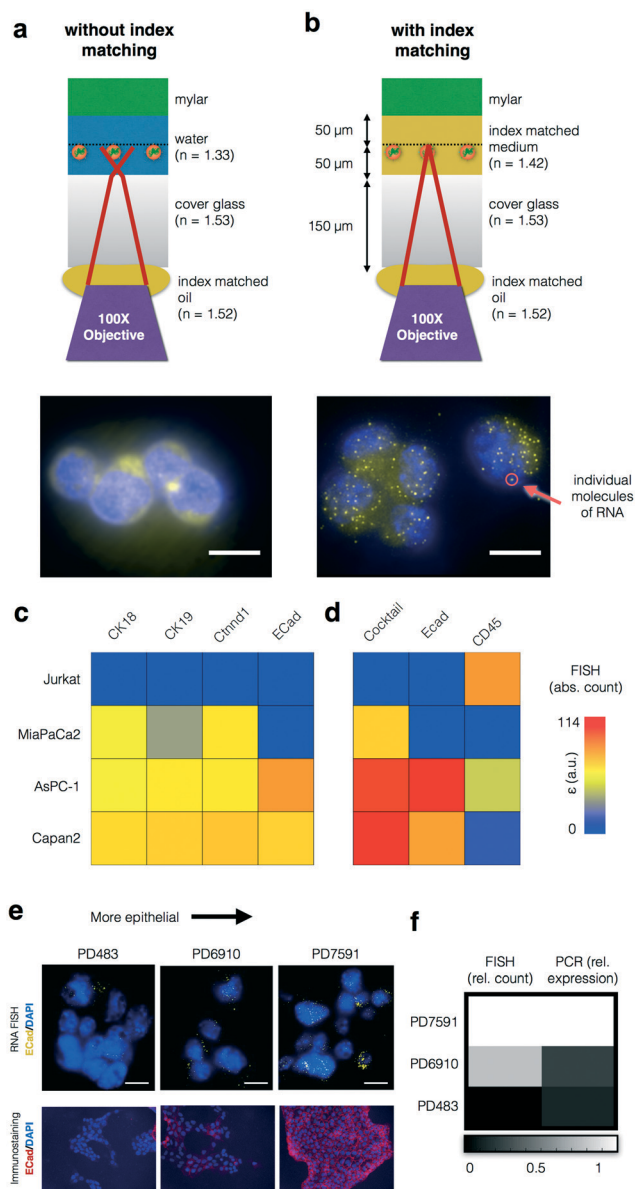 a
without index
matching
mylar
water
(n = 1.33)
cover glass
(n = 1.53)
index matched
oil
(n = 1.52)
100X
Objective
b
with index
matching
50 µm
50 µm
150 µm
mylar
index matched
medium
(n = 1.42)
cover glass
(n = 1.53)
index matched
oil
(n = 1.52)
100X
Objective
individual
molecules
of RNA
c
CK18
CK19
Ctnnd1
ECad
Jurkat
MiaPaCa2
AsPC-1
Capan2
d
Cocktail
Ecad
CD45
FISH
(abs. count)
114
ε (a.u.)
0
e
More epithelial
PD483
PD6910
PD7591
RNA FISH
ECad/DAPI
Immunostaining
ECad/DAPI
f
FISH
(rel. count)
PCR (rel.
expression)
PD7591
PD6910
PD483
0
0.5
1